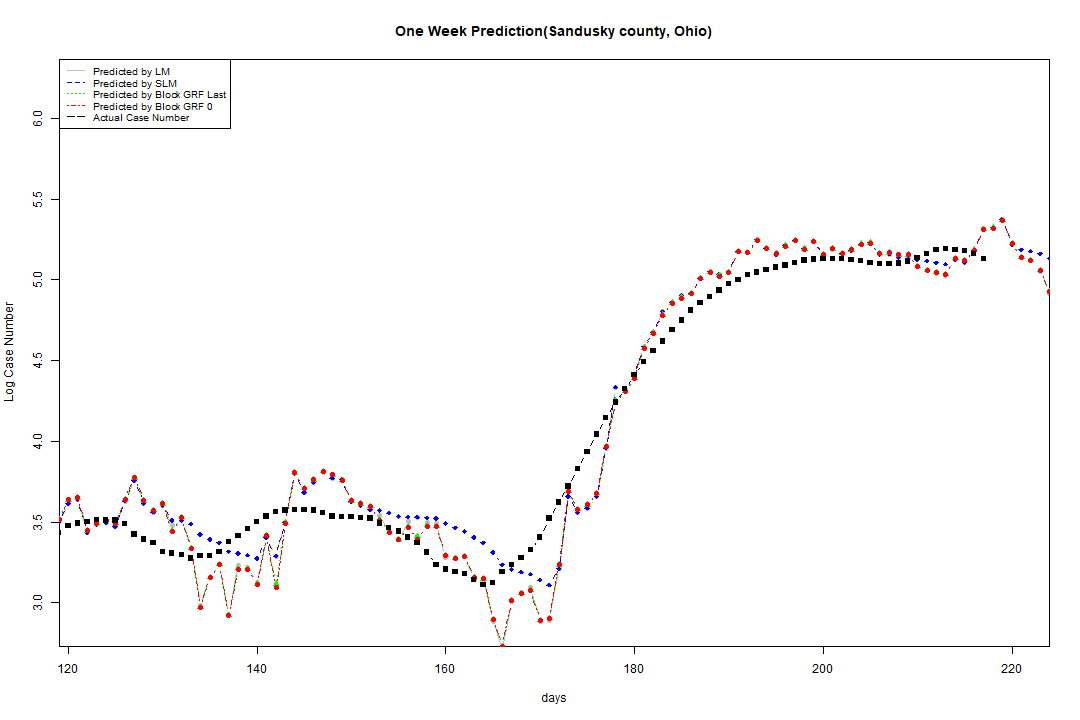 One Week Prediction(Sandusky county, Ohio)
Predicted by LM
Predicted by SLM
Predicted by Block GRF Last
Predicted by Block GRF 0
Actual Case Number
6.0
5.5
5.0
4.5
4.0
3.5
3.0
Log Case Number
120 140 160 180 200 220
days